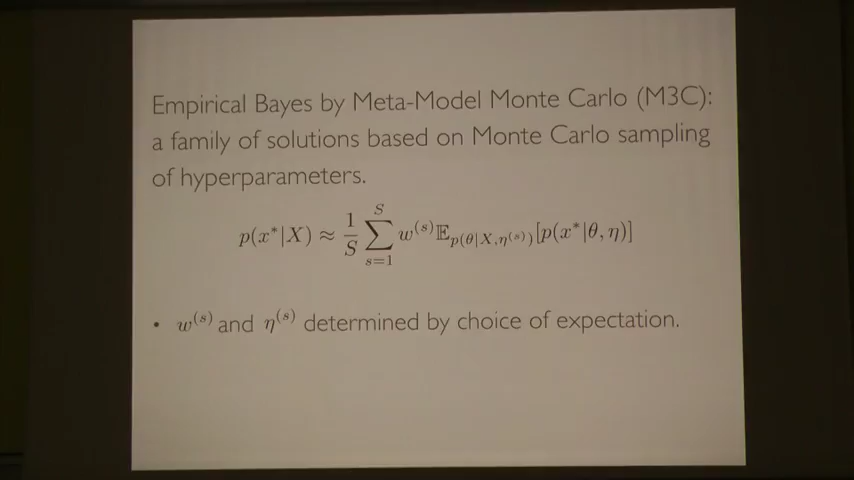 Empirical Bayes by Meta-Model Monte Carlo (M3C):
a family of solutions based on Monte Carlo sampling
of hyperparameters.
p(x*|X) ≈ 1/S ∑_{s=1}^{S} w^{(s)} 𝔼_{p(θ|X,η^{(s)})}[p(x*|θ, η)]
• w^{(s)} and η^{(s)} determined by choice of expectation.